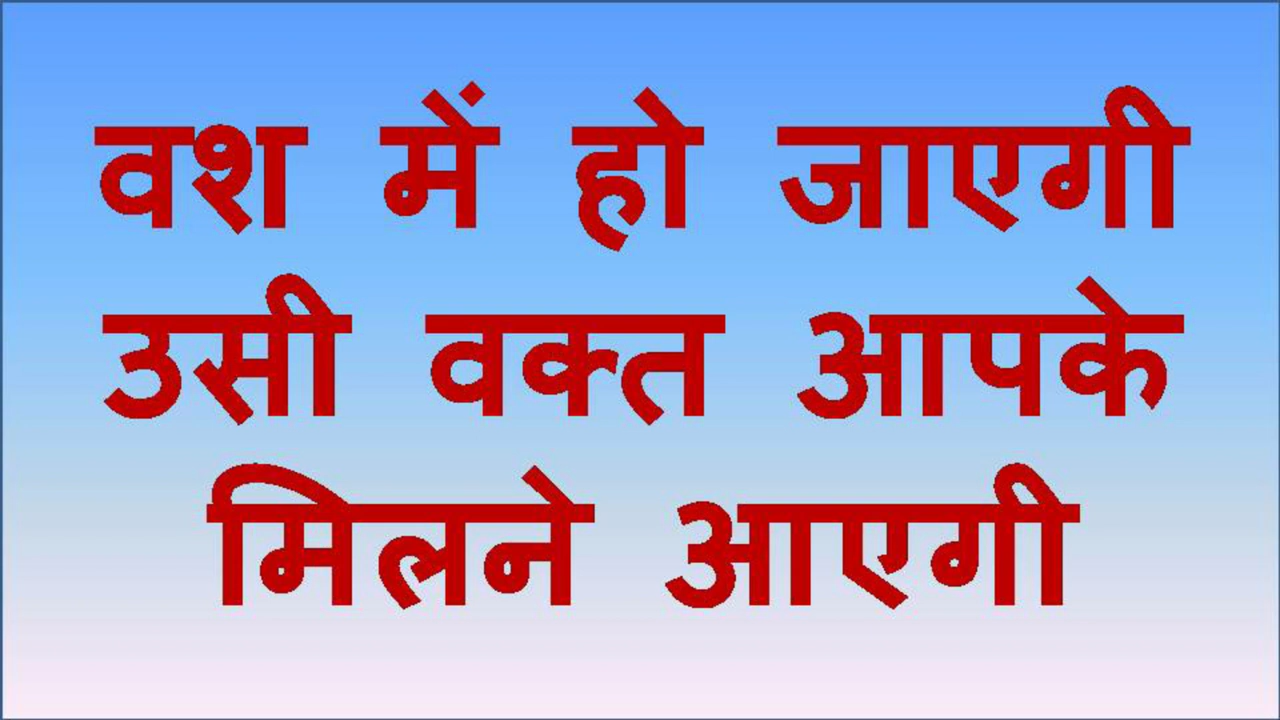 वश में हो जाएगी
उसी वक्त आपके
मिलने आएगी